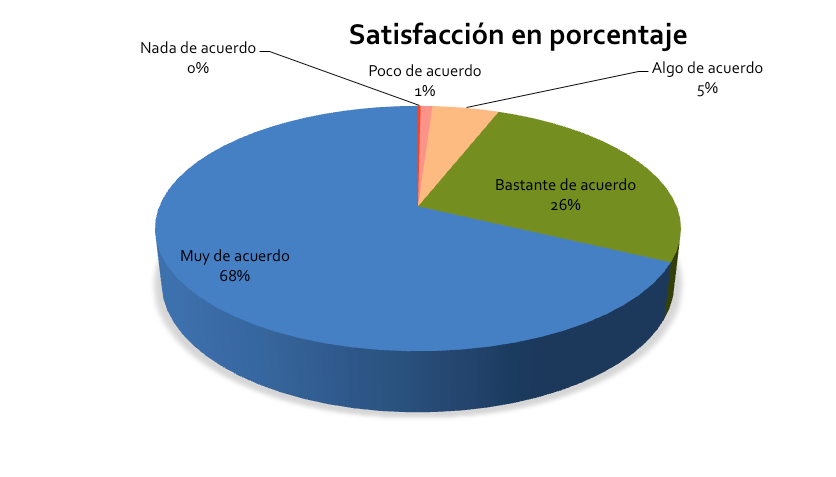 Satisfacción en porcentaje
Nada de acuerdo
0%
Poco de acuerdo
1%
Algo de acuerdo
5%
Bastante de acuerdo
26%
Muy de acuerdo
68%